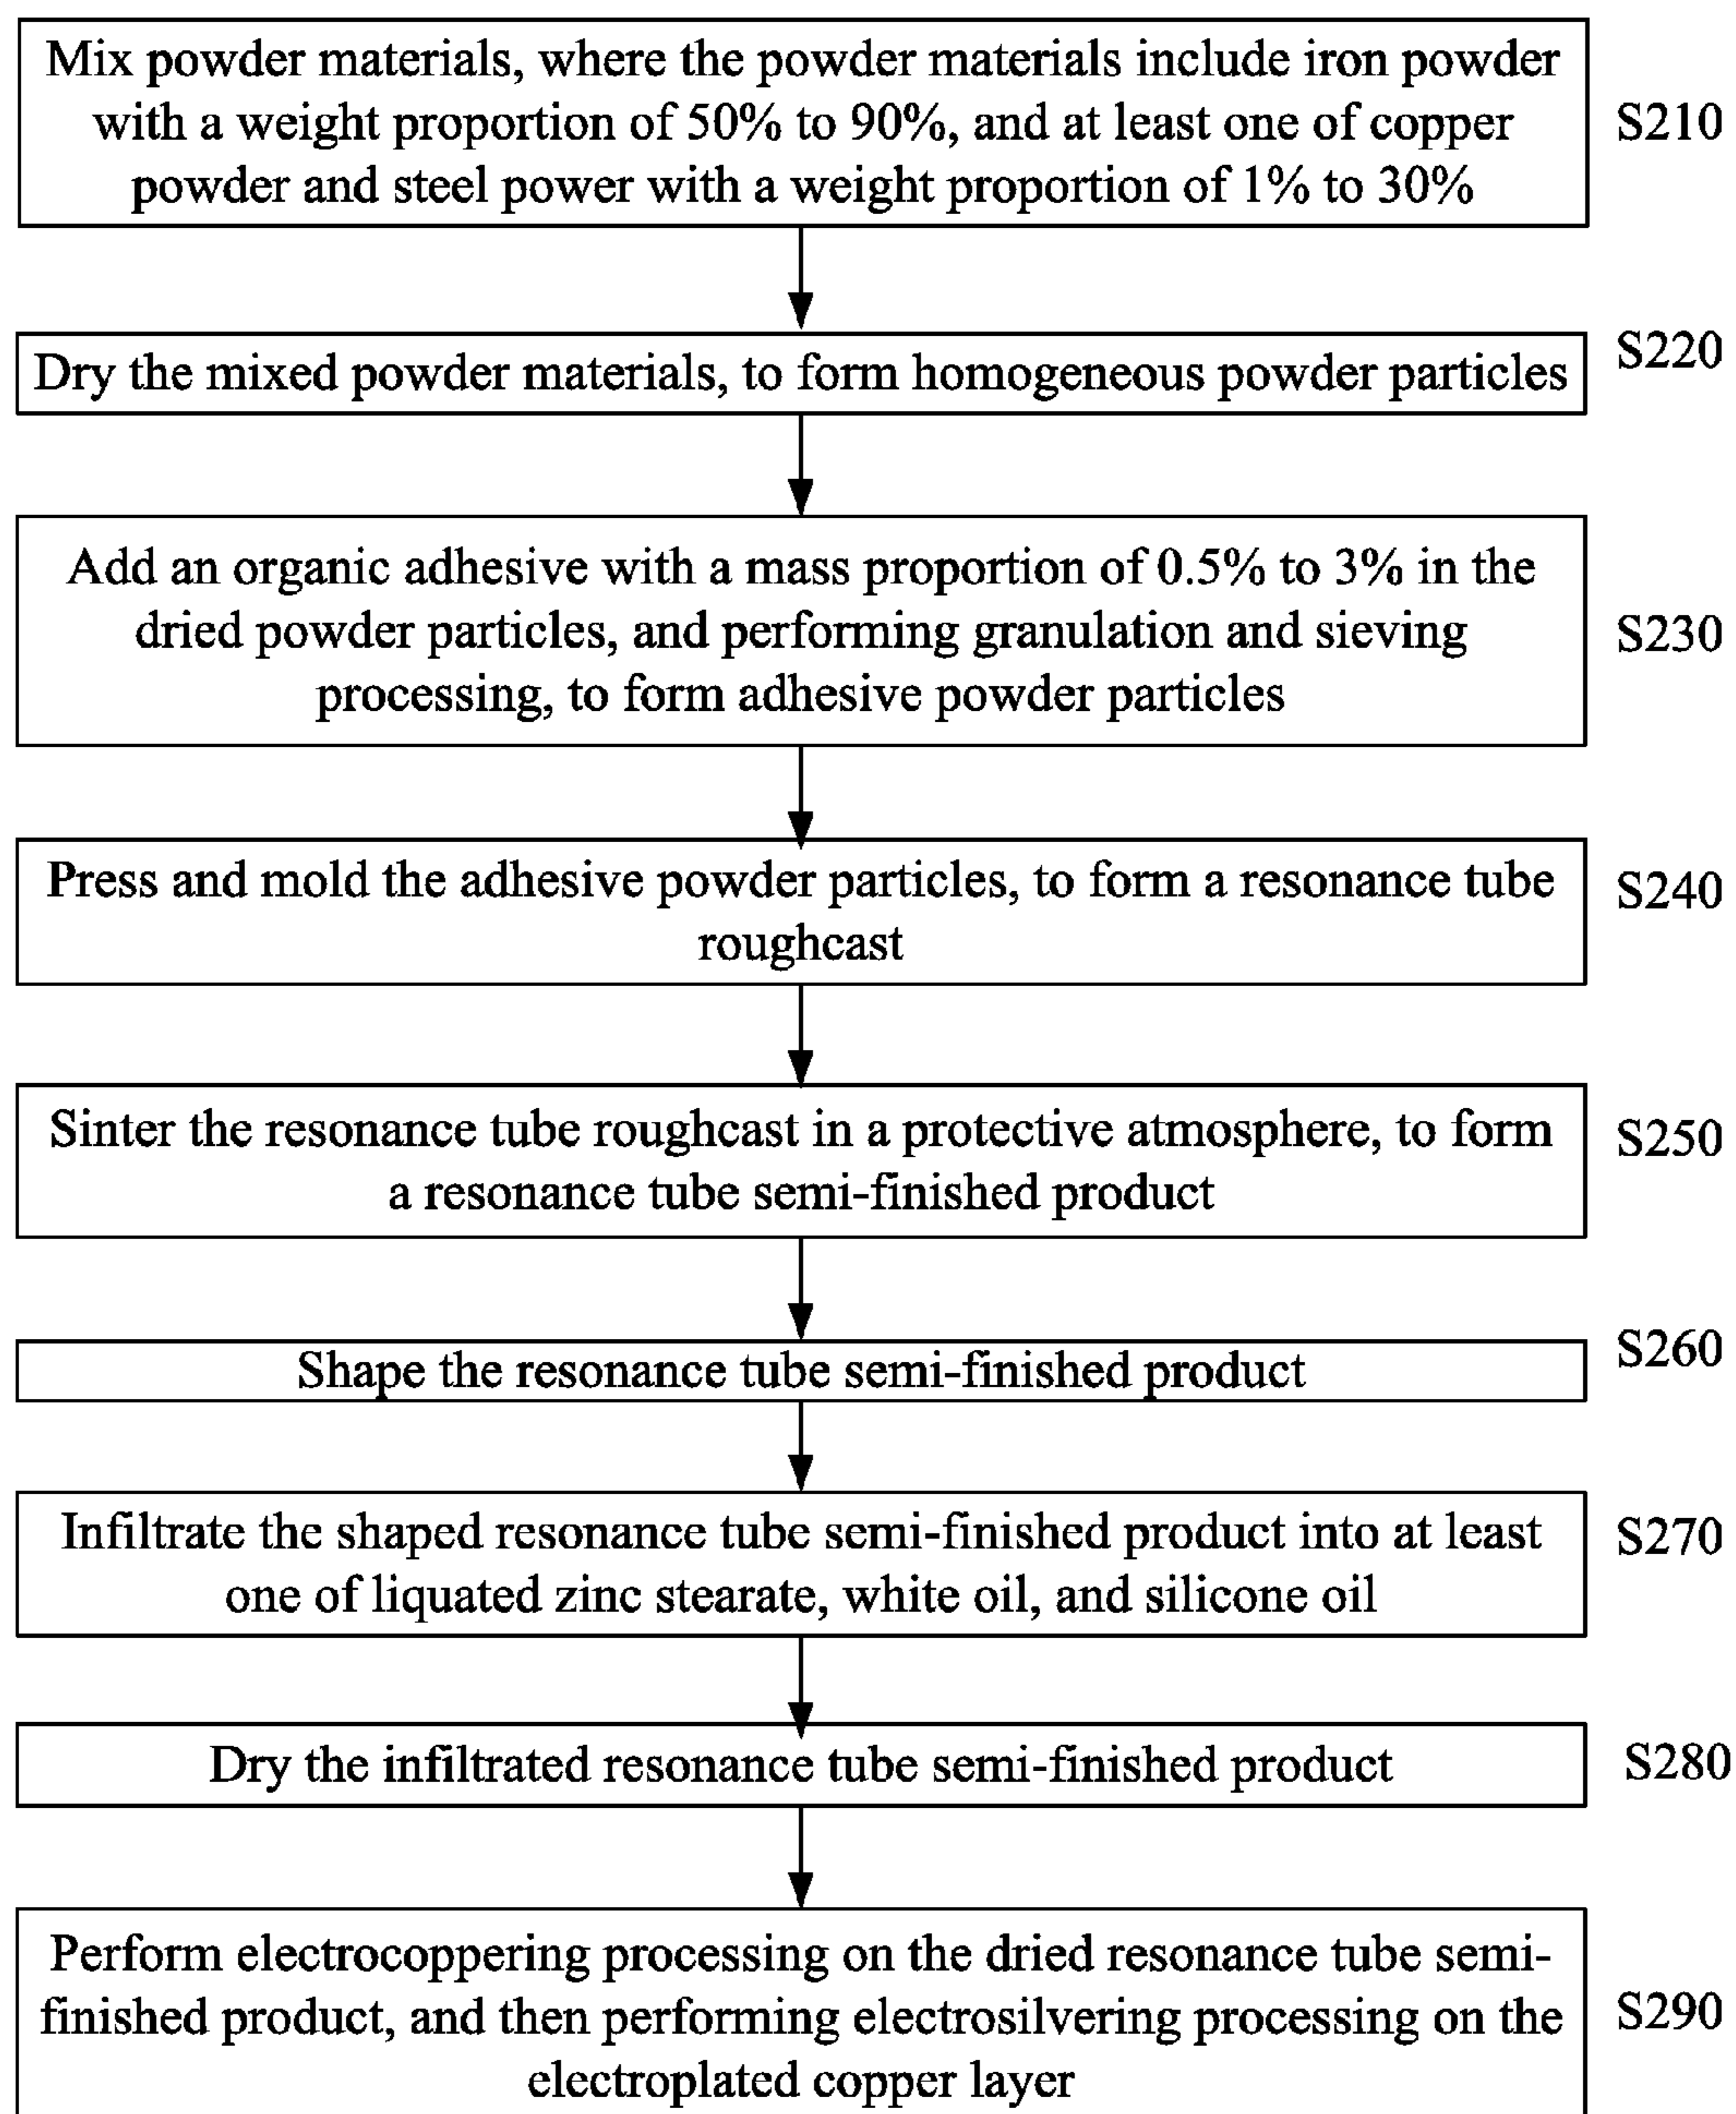 Mix powder materials, where the powder materials include iron powder
with a weight proportion of 50% to 90%, and at least one of copper
powder and steel power with a weight proportion of 1% to 30%
S210
Dry the mixed powder materials, to form homogeneous powder particles
S220
Add an organic adhesive with a mass proportion of 0.5% to 3% in the
dried powder particles, and performing granulation and sieving
processing, to form adhesive powder particles
S230
Press and mold the adhesive powder particles, to form a resonance tube
roughcast
S240
Sinter the resonance tube roughcast in a protective atmosphere, to form
a resonance tube semi-finished product
S250
Shape the resonance tube semi-finished product
S260
Infiltrate the shaped resonance tube semi-finished product into at least
one of liquated zinc stearate, white oil, and silicone oil
S270
Dry the infiltrated resonance tube semi-finished product
S280
Perform electrocoppering processing on the dried resonance tube semi-
finished product, and then performing electrosilvering processing on the
electroplated copper layer
S290